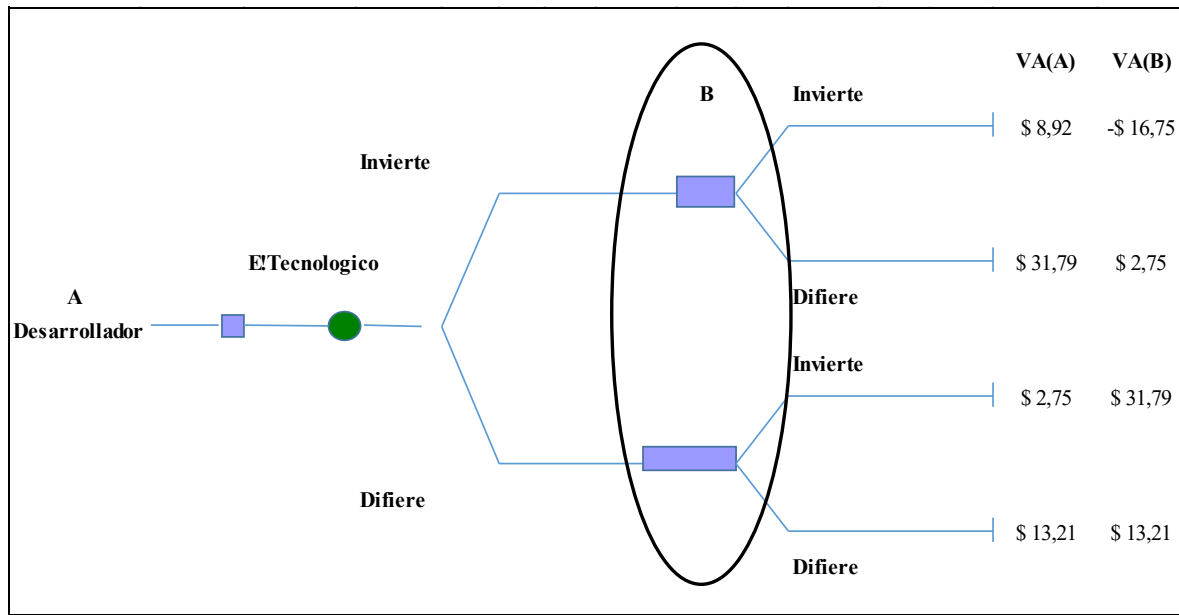 VA(A) VA(B)
B Invierte
$ 8,92 -$ 16,75
Invierte
E!Tecnologico
$ 31,79 $ 2,75
A
Difiere
Desarrollador
Invierte
$ 2,75 $ 31,79
Difiere
$ 13,21 $ 13,21
Difiere